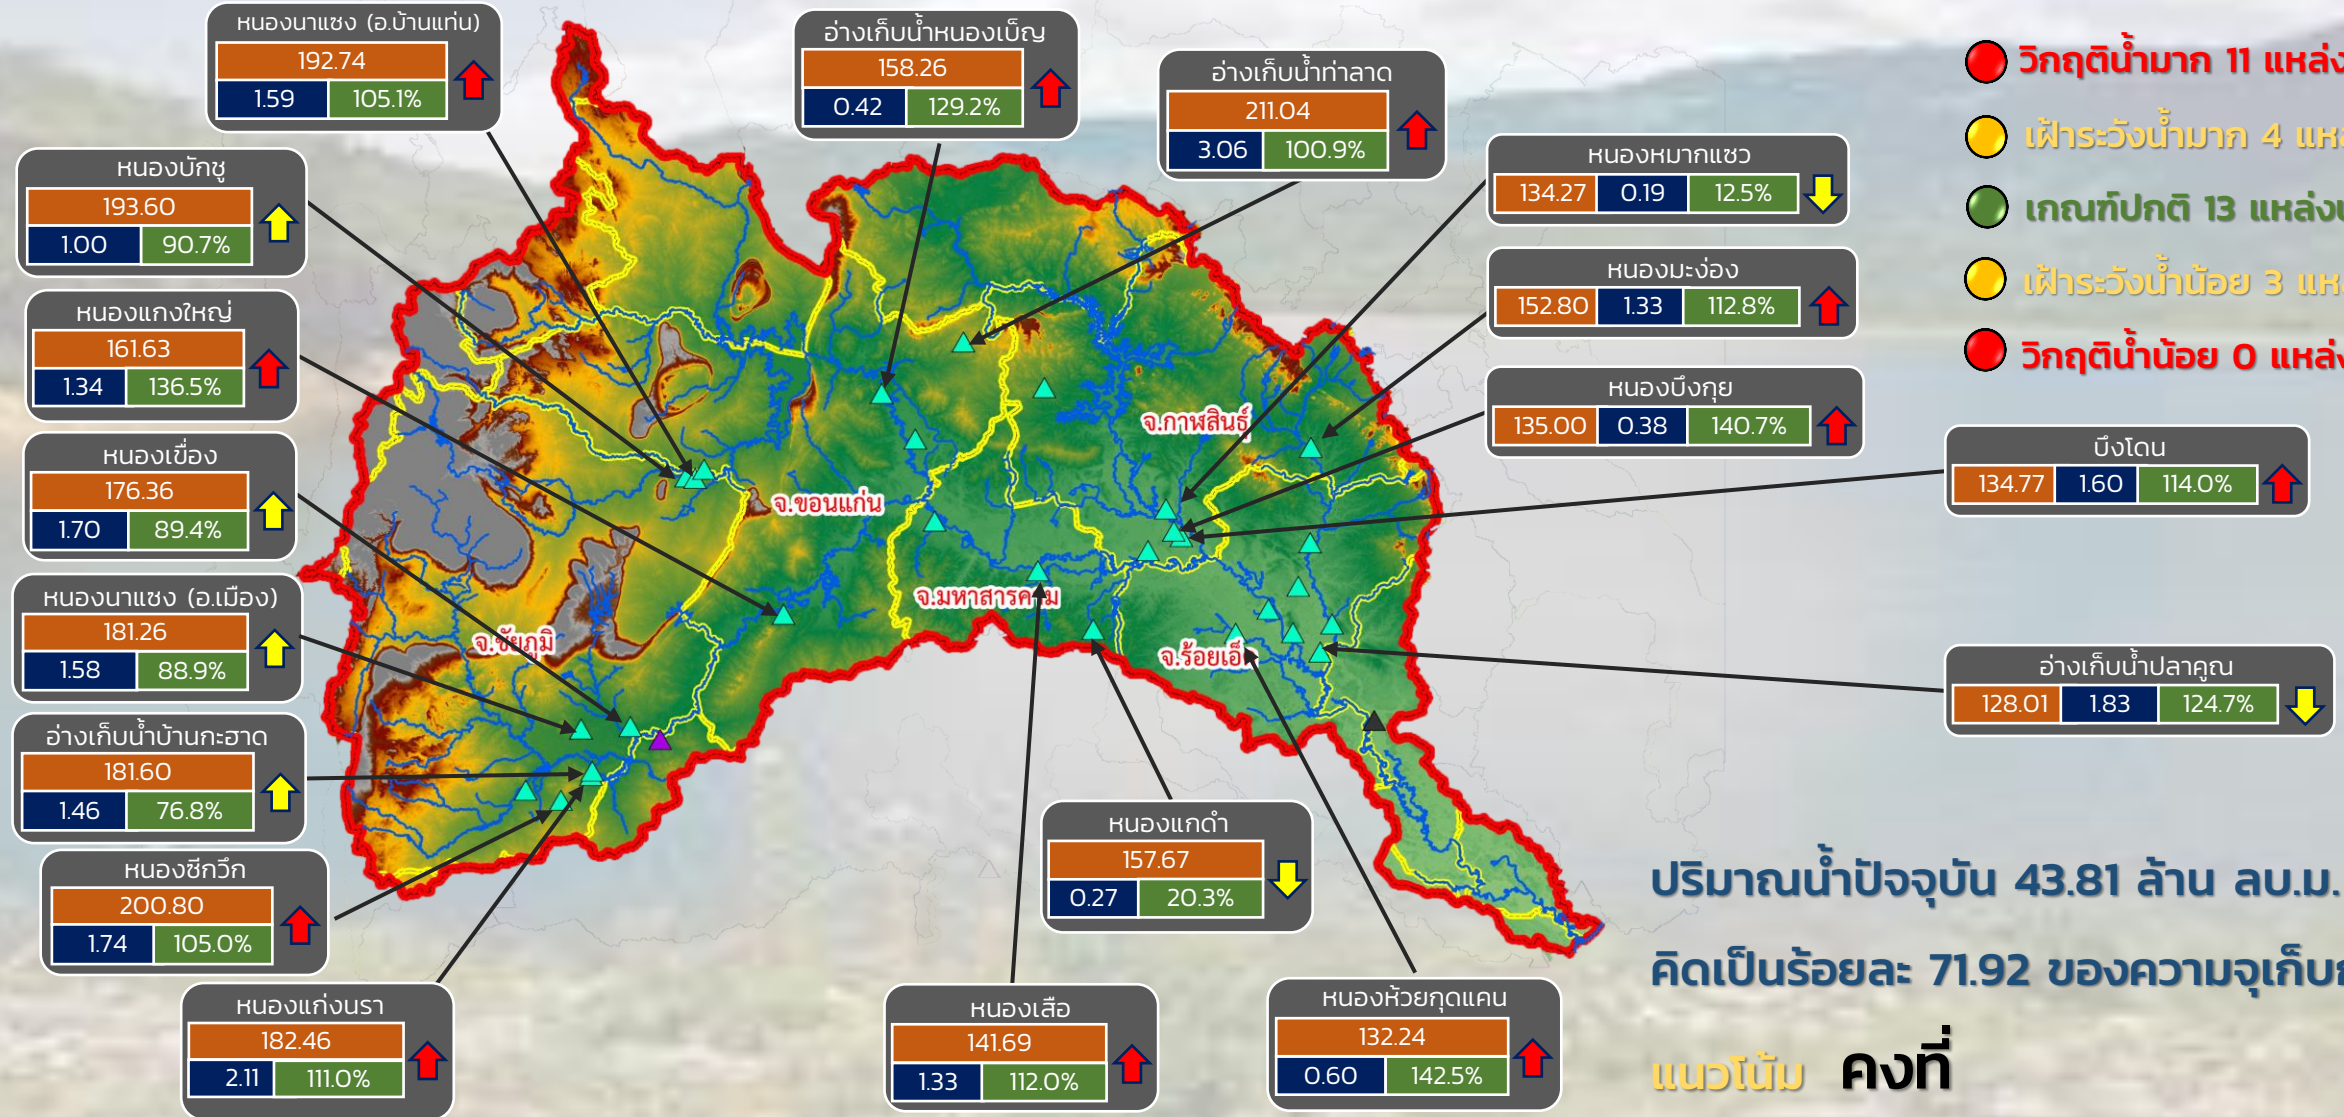 หนองนาแซง (อ.บ้านแท่น)
192.74
1.59 105.1%
อ่างเก็บน้ำหนองเบ็ญ
158.26
0.42 129.2%
อ่างเก็บน้ำท่าลาด
211.04
3.06 100.9%
หนองบักชู
193.60
1.00 90.7%
หนองแกงใหญ่
161.63
1.34 136.5%
หนองเขื่อง
176.36
1.70 89.4%
หนองนาแซง (อ.เมือง)
181.26
1.58 88.9%
อ่างเก็บน้ำบ้านกะฮาด
181.60
1.46 76.8%
หนองซีกวึก
200.80
1.74 105.0%
หนองแก่งนรา
182.46
2.11 111.0%
หนองเสือ
141.69
1.33 112.0%
หนองแกดำ
157.67
0.27 20.3%
หนองห้วยกุดแคน
132.24
0.60 142.5%
หนองหมากแซว
134.27 0.19 12.5%
หนองมะง่อง
152.80 1.33 112.8%
หนองบึงกุย
135.00 0.38 140.7%
บึงโดน
134.77 1.60 114.0%
อ่างเก็บน้ำปลาคูณ
128.01 1.83 124.7%
จ.กาฬสินธุ์
จ.ขอนแก่น
จ.มหาสารคาม
จ.ชัยภูมิ
จ.ร้อยเอ็
วิกฤติน้ำมาก 11 แหล่ง
เฝ้าระวังน้ำมาก 4 แหล
เกณฑ์ปกติ 13 แหล่งเ
เฝ้าระวังน้ำน้อย 3 แหล
วิกฤติน้ำน้อย 0 แหล่ง
ปริมาณน้ำปัจจุบัน 43.81 ล้าน ลบ.ม.
คิดเป็นร้อยละ 71.92 ของความจุเก็บก
แนวโน้ม คงที่